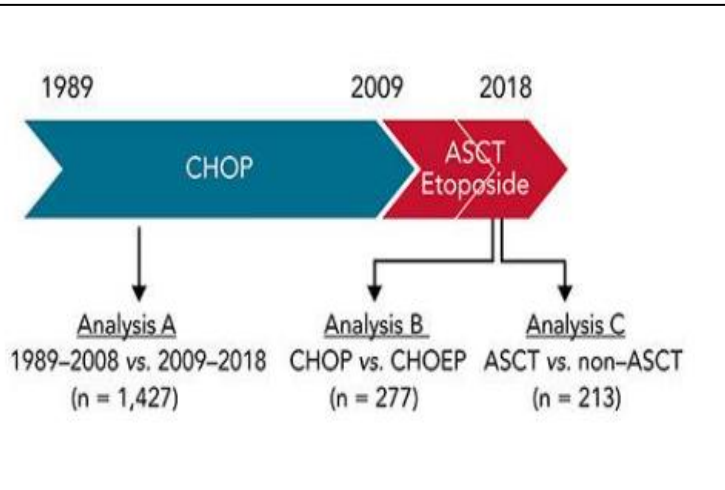 1989 2009 2018
CHOP
ASCT
Etoposide
Analysis A
1989–2008 vs. 2009–2018
(n = 1,427)
Analysis B
CHOP vs. CHOEP
(n = 277)
Analysis C
ASCT vs. non–ASCT
(n = 213)